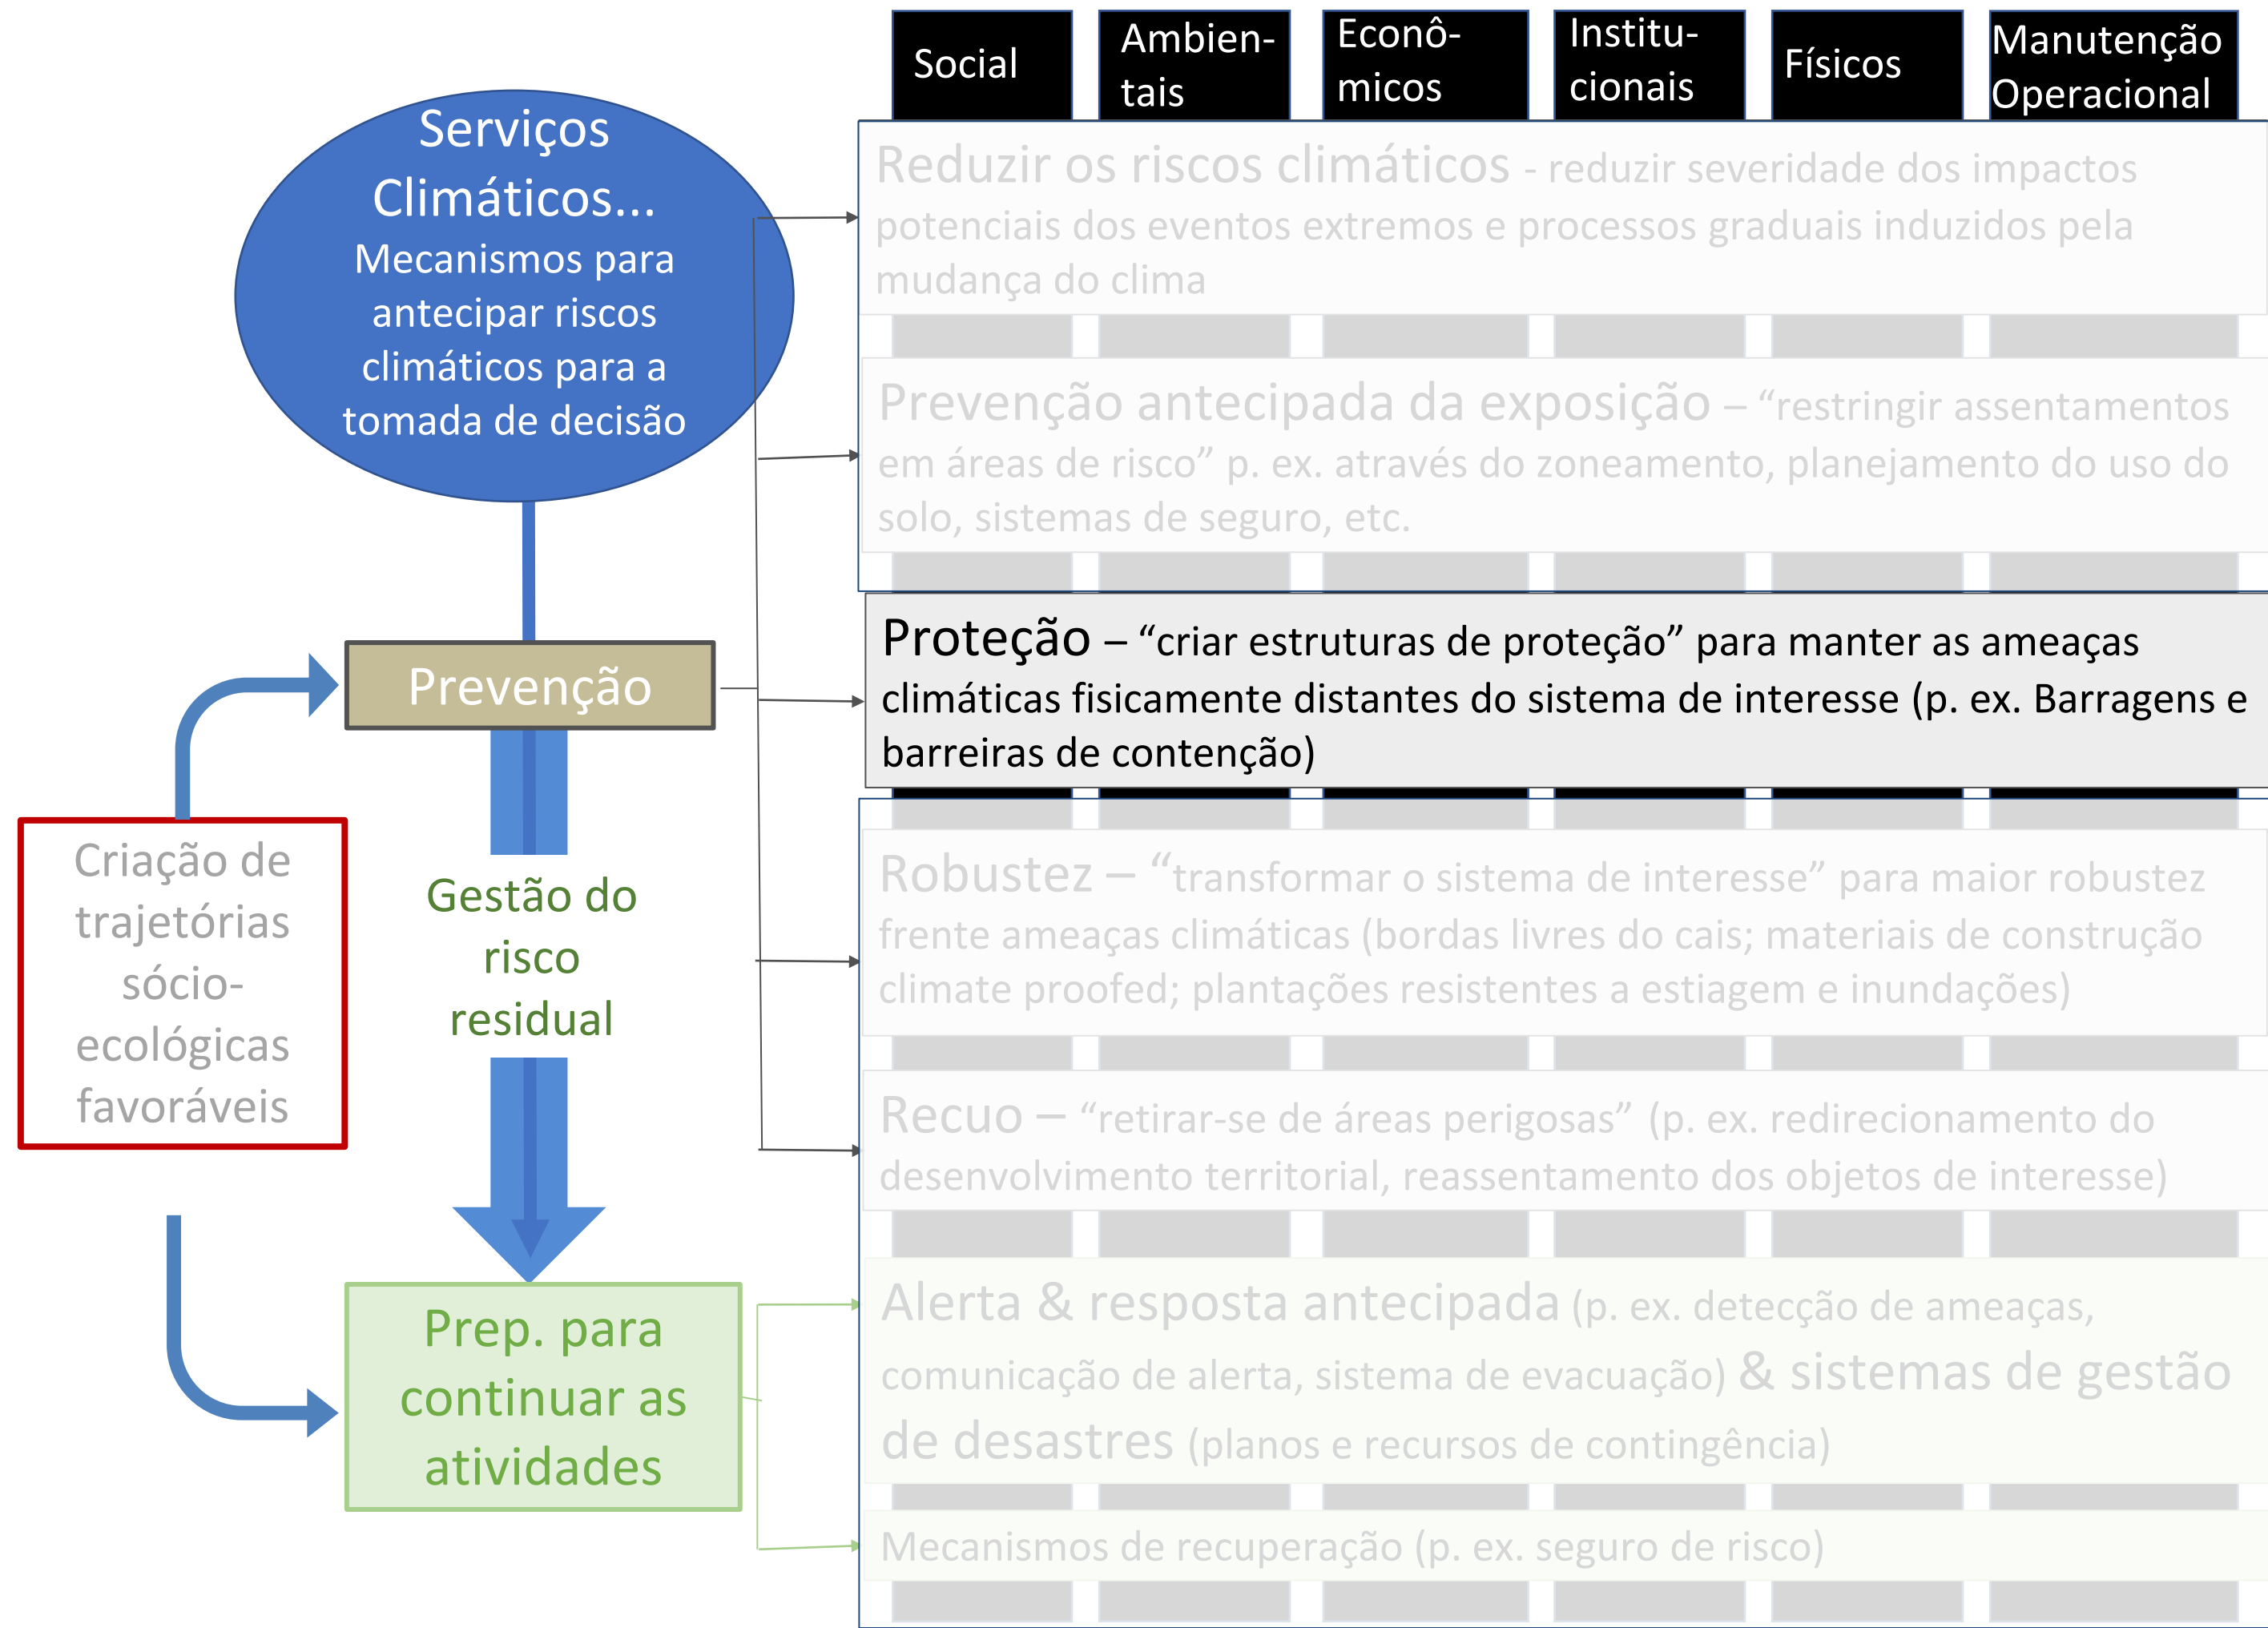 Social
Ambien-
tais
Econô-
micos
Institu-
cionais
Físicos
Manutenção
Operacional
Serviços
Climáticos...
Mecanismos para
antecipar riscos
climáticos para a
tomada de decisão
Reduzir os riscos climáticos - reduzir severidade dos impactos
potenciais dos eventos extremos e processos graduais induzidos pela
mudança do clima
Prevenção antecipada da exposição – “restringir assentamentos
em áreas de risco” p. ex. através do zoneamento, planejamento do uso do
solo, sistemas de seguro, etc.
Prevenção
Proteção – “criar estruturas de proteção” para manter as ameaças
climáticas fisicamente distantes do sistema de interesse (p. ex. Barragens e
barreiras de contenção)
Criação de
trajetórias
sócio-
ecológicas
favoráveis
Gestão do
risco
residual
Robustez – “transformar o sistema de interesse” para maior robustez
frente ameaças climáticas (bordas livres do cais; materiais de construção
climate proofed; plantações resistentes a estiagem e inundações)
Recuo – “retirar-se de áreas perigosas” (p. ex. redirecionamento do
desenvolvimento territorial, reassentamento dos objetos de interesse)
Prep. para
continuar as
atividades
Alerta & resposta antecipada (p. ex. detecção de ameaças,
comunicação de alerta, sistema de evacuação) & sistemas de gestão
de desastres (planos e recursos de contingência)
Mecanismos de recuperação (p. ex. seguro de risco)